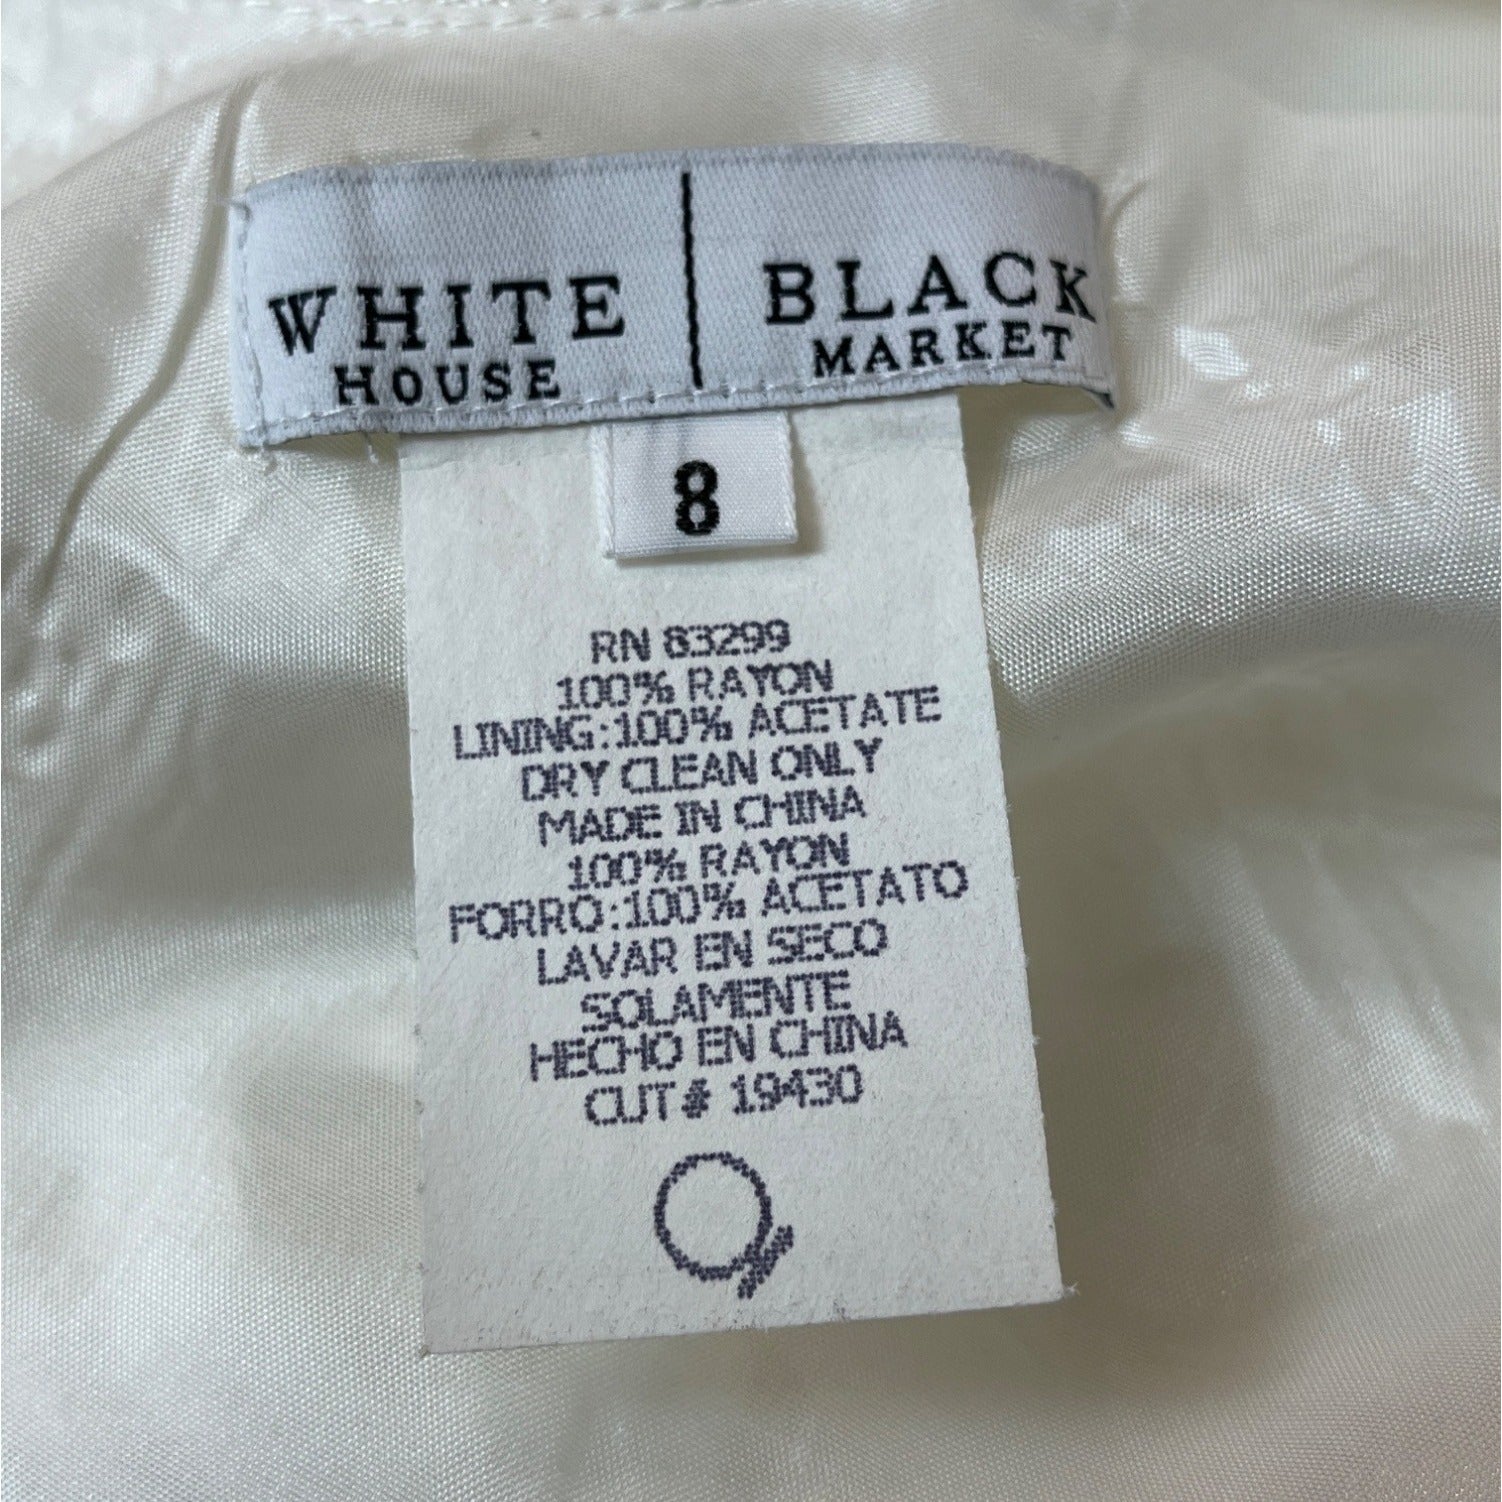 WHITE BLACK
HOUSE MARKET
8
RN 83299
100% RAYON
LINING:100% ACETATE
DRY CLEAN ONLY
MADE IN CHINA
100% RAYON
FORRO:100% ACETATO
LAVAR EN SECO
SOLAMENTE
HECHO EN CHINA
CUT# 19430